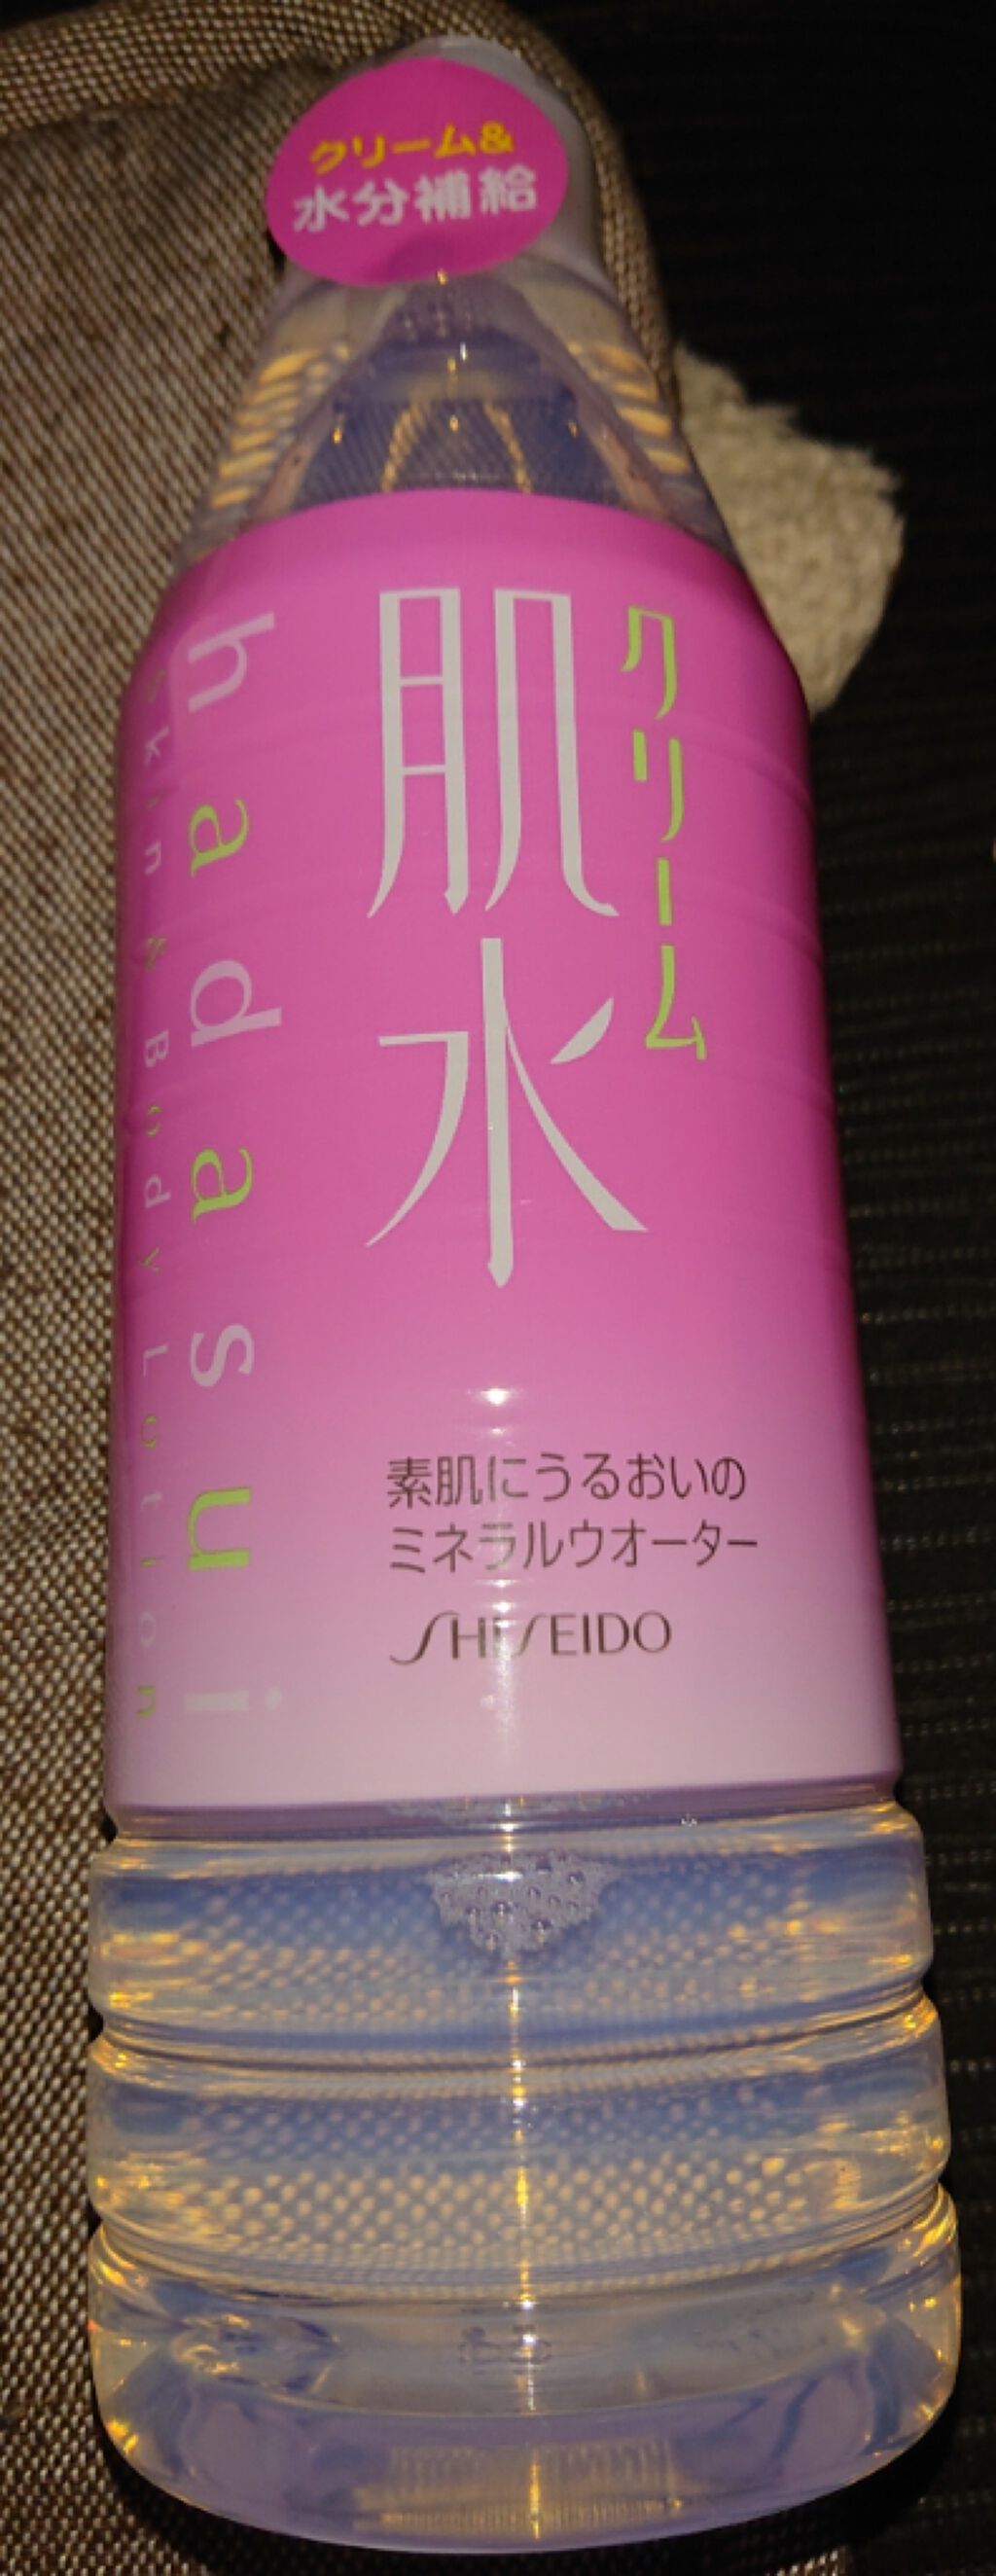 クリーム&
水分補給
クリーム
肌水
hadasui
Skin & Body Lotion
素肌にうるおいの
ミネラルウオーター
SHISEIDO